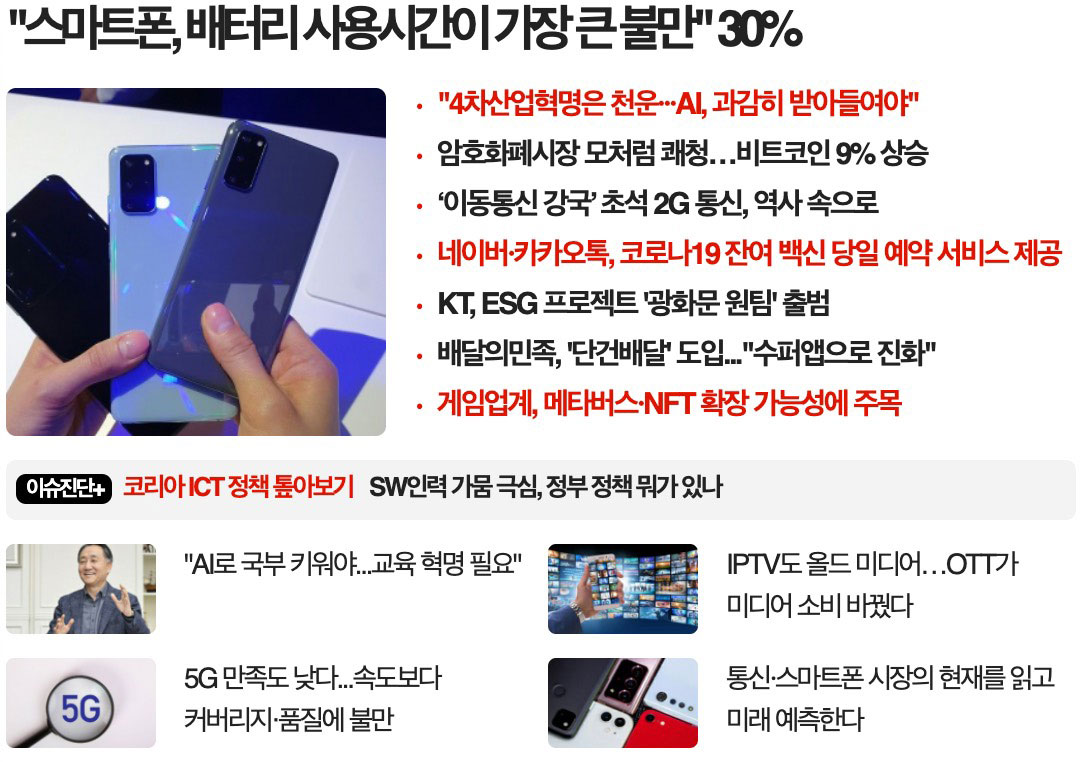 "스마트폰, 배터리 사용시간이 가장 큰 불만" 30%
"4차산업혁명은 천운…AI, 과감히 받아들여야"
암호화폐시장 모처럼 쾌청…비트코인 9% 상승
‘이동통신 강국’ 초석 2G 통신, 역사 속으로
네이버·카카오톡, 코로나19 잔여 백신 당일 예약 서비스 제공
KT, ESG 프로젝트 '광화문 원팀' 출범
배달의민족, '단건배달' 도입..."수퍼앱으로 진화"
게임업계, 메타버스·NFT 확장 가능성에 주목
이슈진단+ 코리아 ICT 정책 톺아보기 SW인력 가뭄 극심, 정부 정책 뭐가 있나
"AI로 국부 키워야...교육 혁명 필요"
IPTV도 올드 미디어…OTT가
미디어 소비 바꿨다
5G
5G 만족도 낮다...속도보다
커버리지·품질에 불만
통신·스마트폰 시장의 현재를 읽고
미래 예측한다